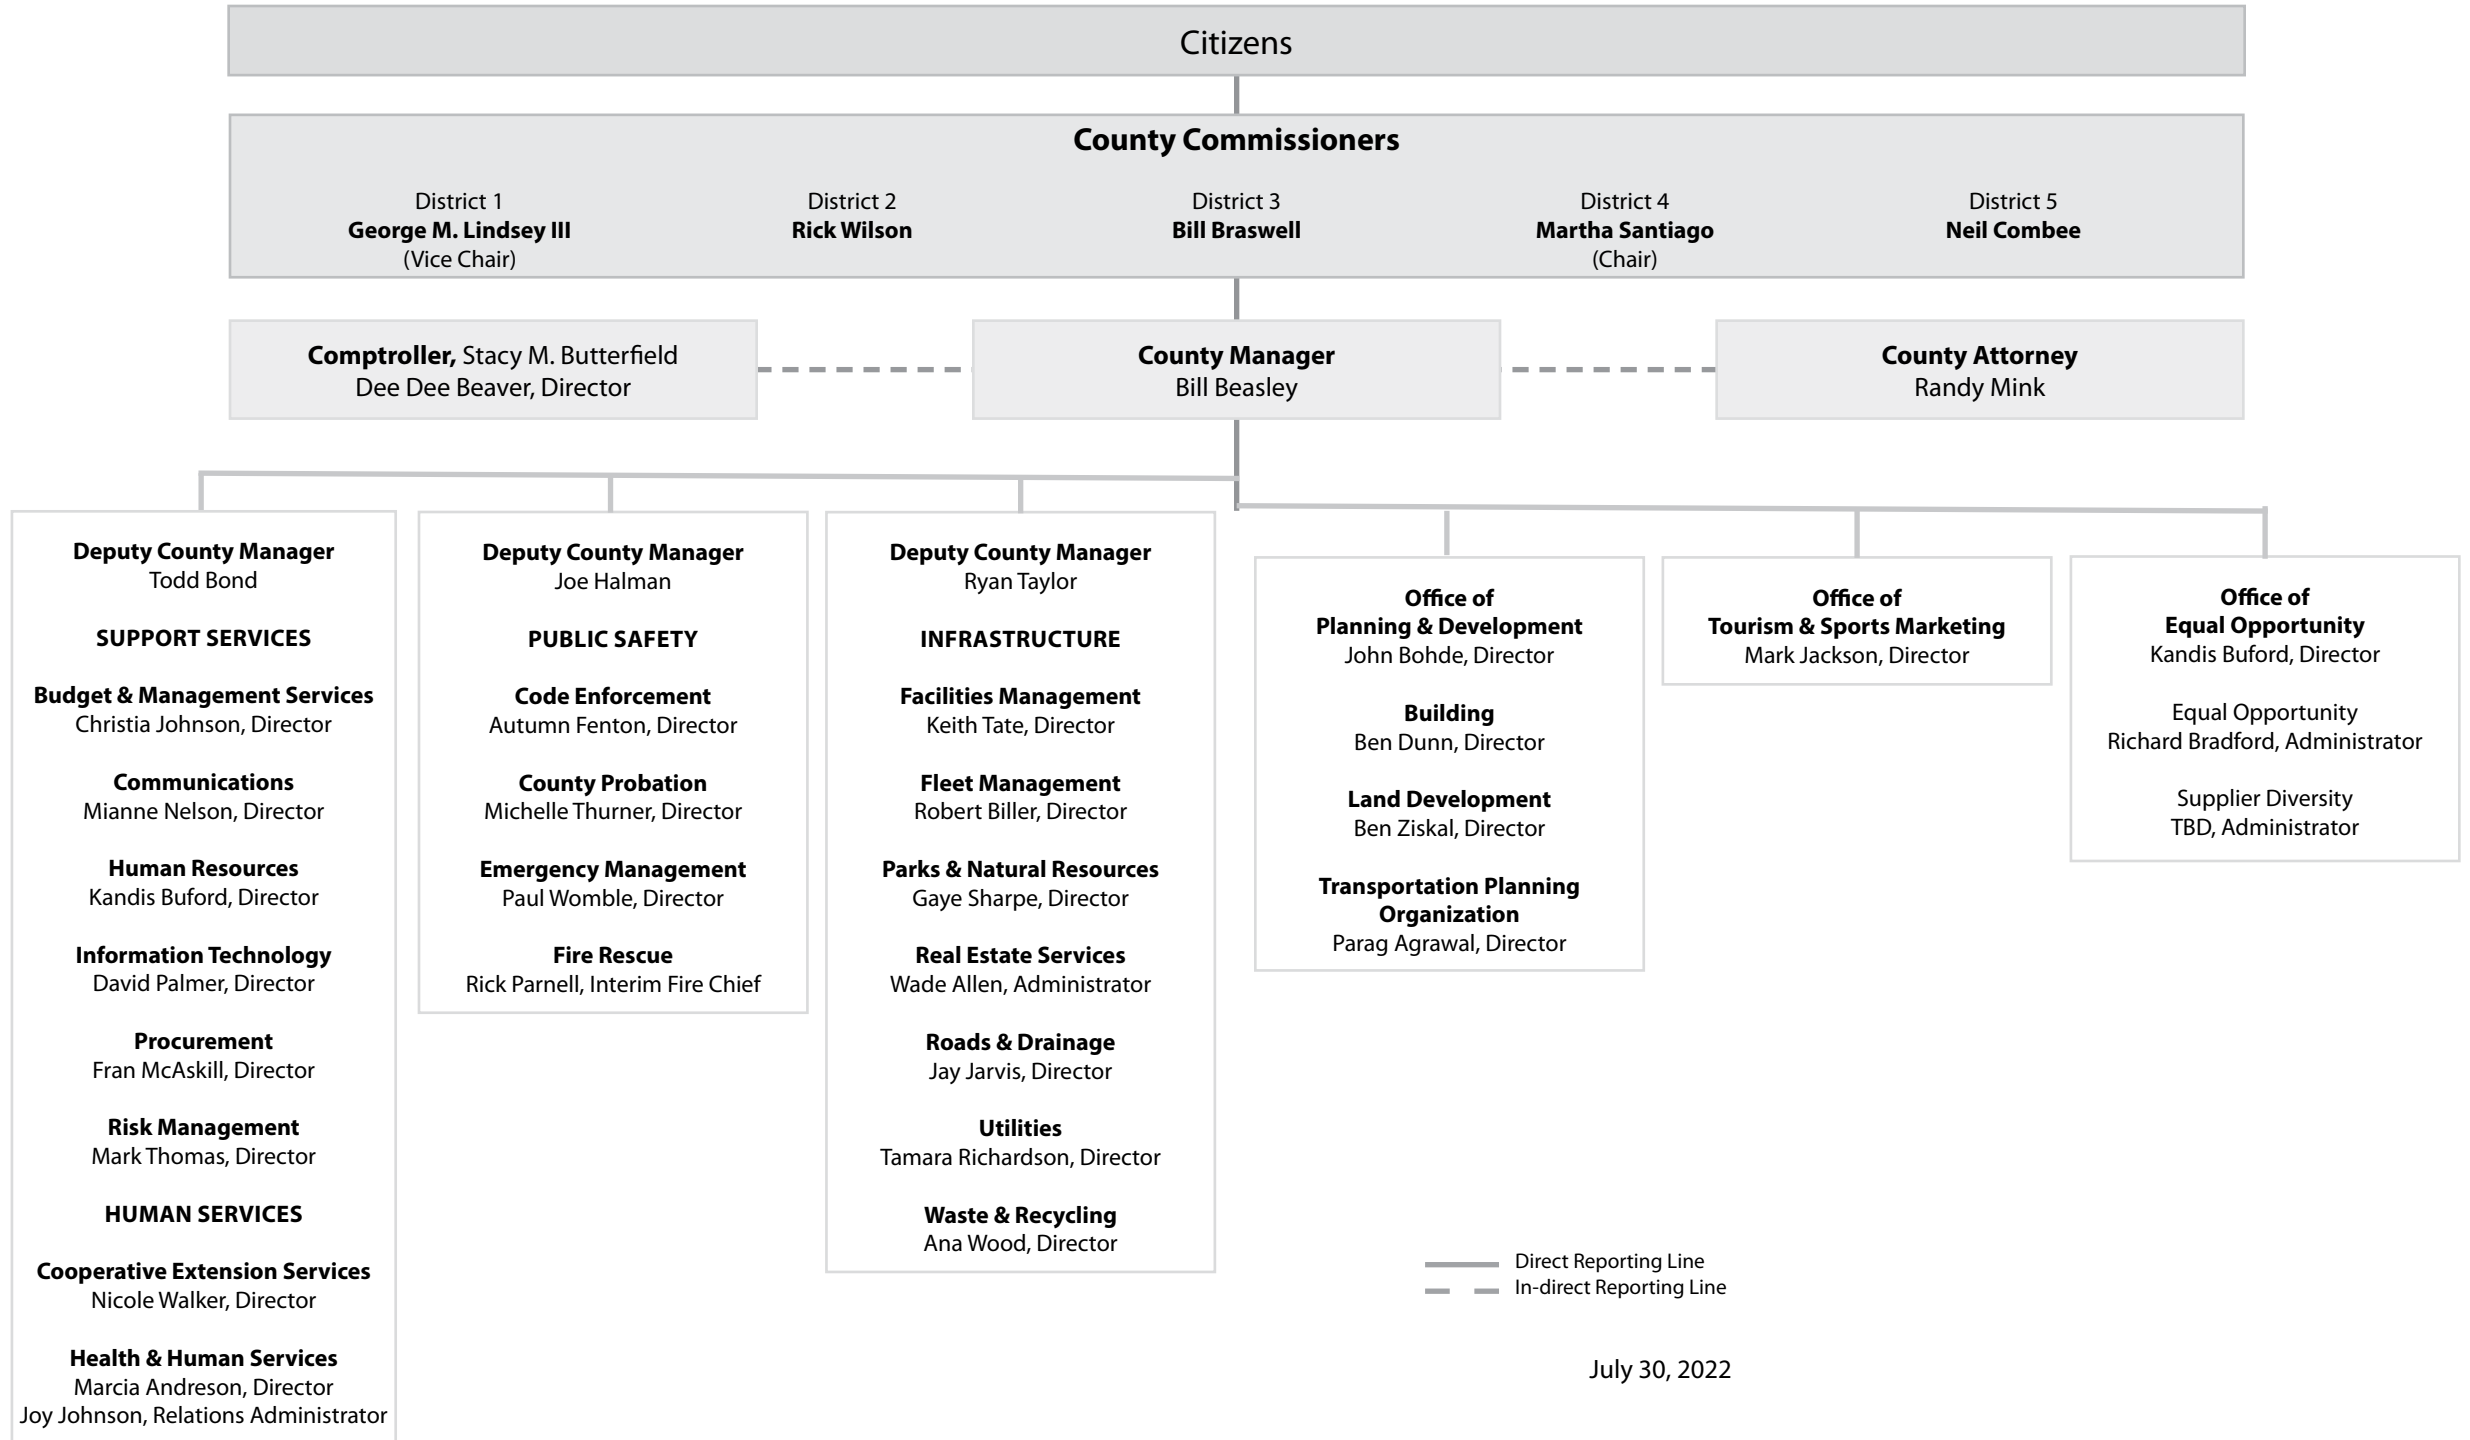 Citizens
County Commissioners
District 1
George M. Lindsey III
(Vice Chair)
District 2
Rick Wilson
District 3
Bill Braswell
District 4
Martha Santiago
(Chair)
District 5
Neil Combee
Comptroller, Stacy M. Butterfield
Dee Dee Beaver, Director
County Manager
Bill Beasley
County Attorney
Randy Mink
Deputy County Manager
Todd Bond
SUPPORT SERVICES
Budget & Management Services
Christia Johnson, Director
Communications
Mianne Nelson, Director
Human Resources
Kandis Buford, Director
Information Technology
David Palmer, Director
Procurement
Fran McAskill, Director
Risk Management
Mark Thomas, Director
HUMAN SERVICES
Cooperative Extension Services
Nicole Walker, Director
Health & Human Services
Marcia Andreson, Director
Joy Johnson, Relations Administrator
Deputy County Manager
Joe Halman
PUBLIC SAFETY
Code Enforcement
Autumn Fenton, Director
County Probation
Michelle Thurner, Director
Emergency Management
Paul Womble, Director
Fire Rescue
Rick Parnell, Interim Fire Chief
Deputy County Manager
Ryan Taylor
INFRASTRUCTURE
Facilities Management
Keith Tate, Director
Fleet Management
Robert Biller, Director
Parks & Natural Resources
Gaye Sharpe, Director
Real Estate Services
Wade Allen, Administrator
Roads & Drainage
Jay Jarvis, Director
Utilities
Tamara Richardson, Director
Waste & Recycling
Ana Wood, Director
Office of
Planning & Development
John Bohde, Director
Building
Ben Dunn, Director
Land Development
Ben Ziskal, Director
Transportation Planning
Organization
Parag Agrawal, Director
Office of
Tourism & Sports Marketing
Mark Jackson, Director
Office of
Equal Opportunity
Kandis Buford, Director
Equal Opportunity
Richard Bradford, Administrator
Supplier Diversity
TBD, Administrator
Direct Reporting Line
In-direct Reporting Line
July 30, 2022